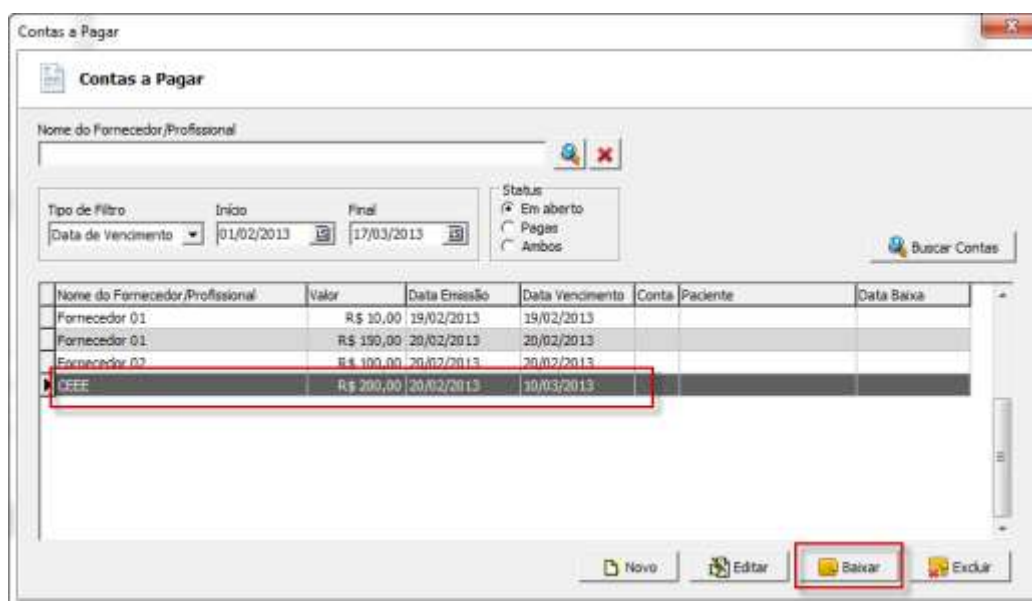 Contas a Pagar
Contas a Pagar
Nome do Fornecedor/Profissional
Tipo de Filtro Início Final
Data de Vencimento 01/02/2013 17/03/2013
Status
Em aberto
Pagas
Ambos
Buscar Contas
Nome do Fornecedor/Profissional Valor Data Emissão Data Vencimento Conta Paciente Data Baixa
Fornecedor 01 R$ 10,00 19/02/2013 19/02/2013
Fornecedor 01 R$ 150,00 20/02/2013 20/02/2013
Fornecedor 02 R$ 100,00 20/02/2013 20/02/2013
CEEE R$ 200,00 20/02/2013 10/03/2013
Novo Editar Baixar Excluir